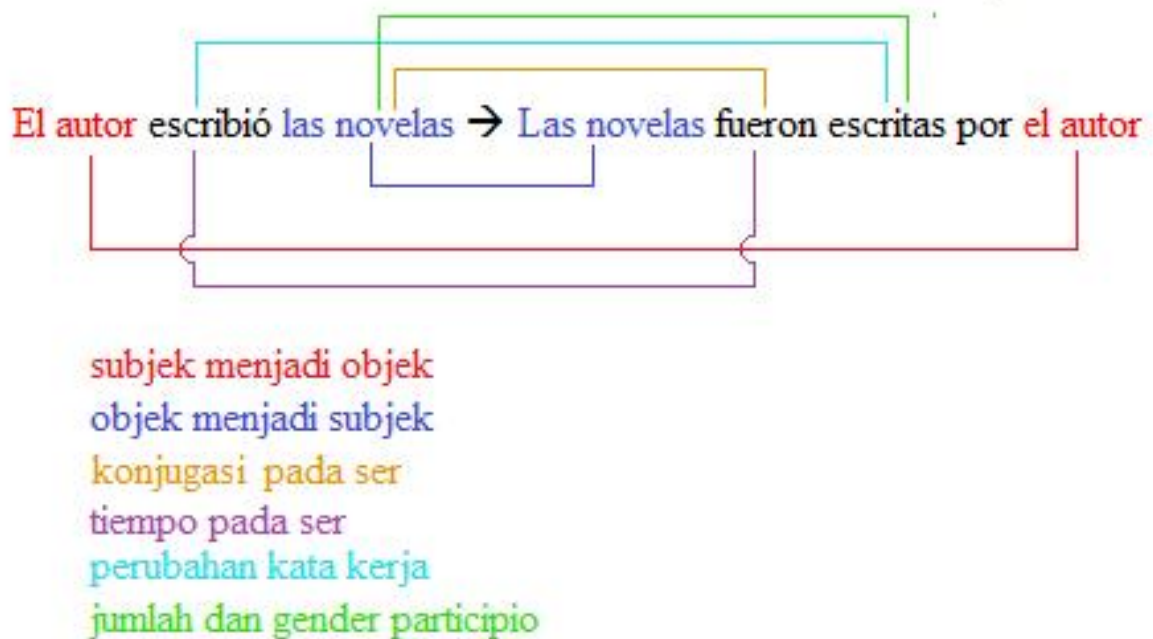 El autor escribió las novelas → Las novelas fueron escritas por el autor
subjek menjadi objek
objek menjadi subjek
konjugasi pada ser
tiempo pada ser
perubahan kata kerja
jumlah dan gender participio